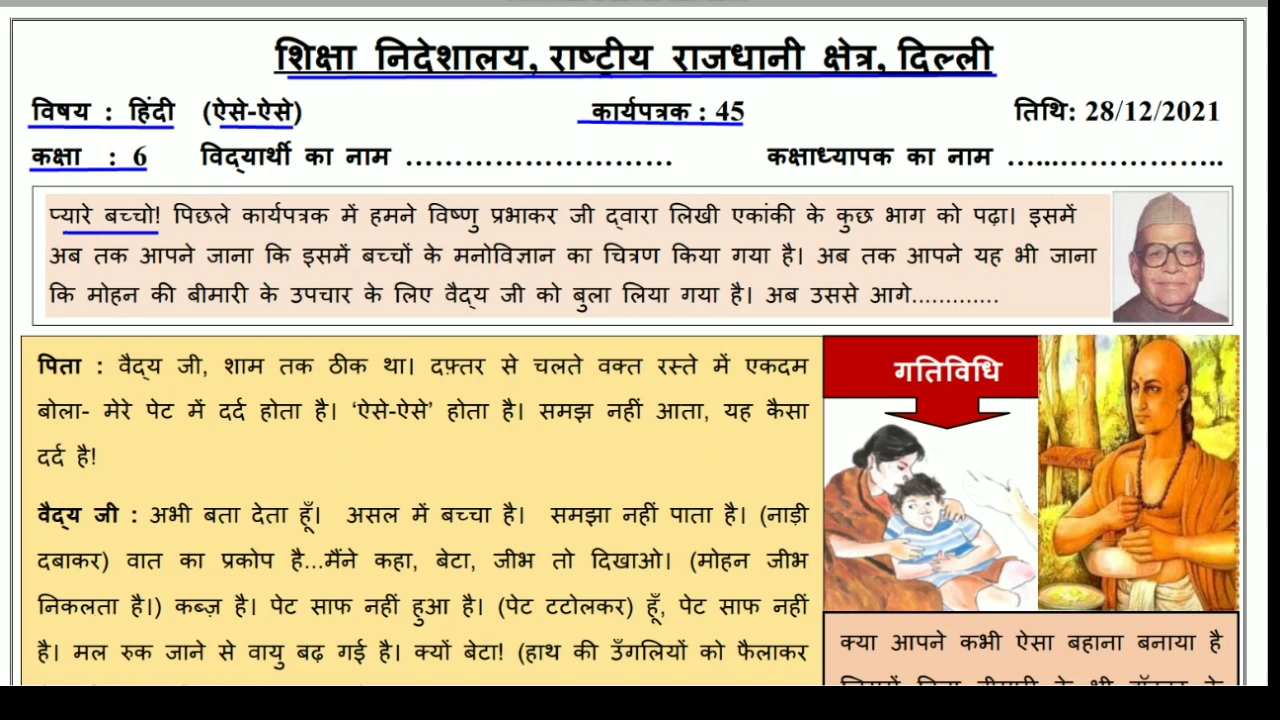 शिक्षा निदेशालय, राष्ट्रीय राजधानी क्षेत्र, दिल्ली
विषय : हिंदी (ऐसे-ऐसे) कार्यपत्रक : 45 तिथि: 28/12/2021
कक्षा : 6 विद्यार्थी का नाम ………………………… कक्षाध्यापक का नाम …...……………..
प्यारे बच्चो! पिछले कार्यपत्रक में हमने विष्णु प्रभाकर जी द्वारा लिखी एकांकी के कुछ भाग को पढ़ा। इसमें
अब तक आपने जाना कि इसमें बच्चों के मनोविज्ञान का चित्रण किया गया है। अब तक आपने यह भी जाना
कि मोहन की बीमारी के उपचार के लिए वैद्य जी को बुला लिया गया है। अब उससे आगे.............
पिता : वैद्य जी, शाम तक ठीक था। दफ़्तर से चलते वक्त रस्ते में एकदम
बोला- मेरे पेट में दर्द होता है। ‘ऐसे-ऐसे’ होता है। समझ नहीं आता, यह कैसा
दर्द है!
वैद्य जी : अभी बता देता हूँ। असल में बच्चा है। समझा नहीं पाता है। (नाड़ी
दबाकर) वात का प्रकोप है...मैंने कहा, बेटा, जीभ तो दिखाओ। (मोहन जीभ
निकलता है।) कब्ज़ है। पेट साफ नहीं हुआ है। (पेट टटोलकर) हूँ, पेट साफ नहीं
है। मल रुक जाने से वायु बढ़ गई है। क्यों बेटा! (हाथ की उँगलियों को फैलाकर
गतिविधि
क्या आपने कभी ऐसा बहाना बनाया है